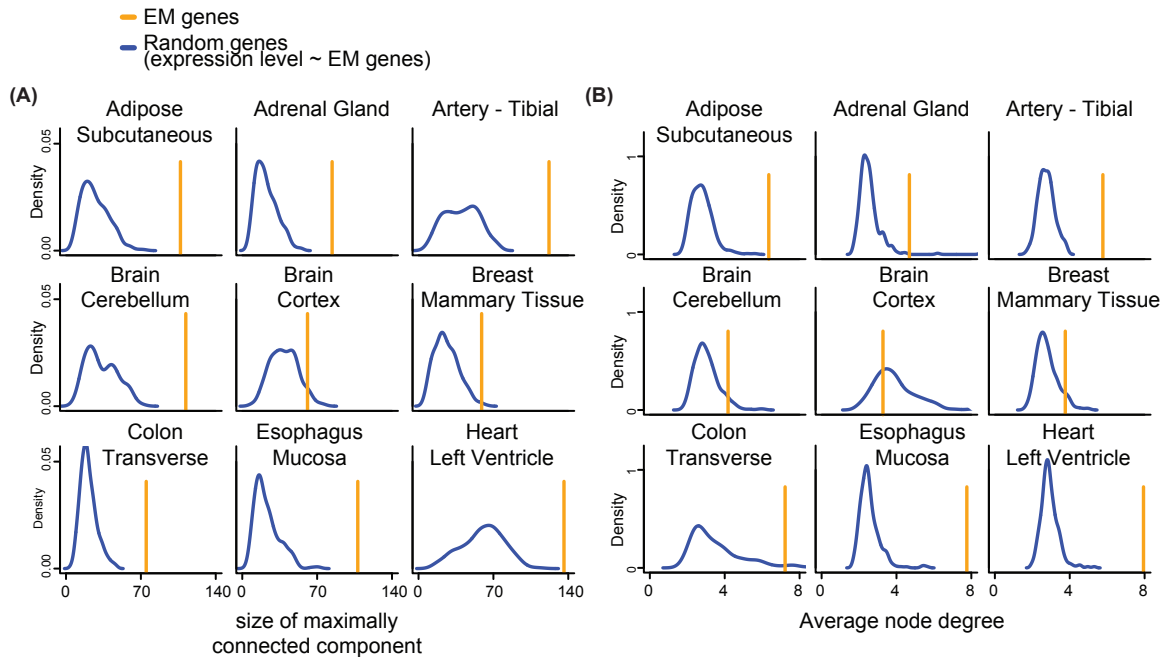 EM genes
Random genes
(expression level ~ EM genes)
(A)
Adipose
Subcutaneous
Adrenal Gland
Artery - Tibial
Density
0.00
0.05
Brain
Cerebellum
Brain
Cortex
Breast
Mammary Tissue
Density
0.00
0.05
Colon
Transverse
Esophagus
Mucosa
Heart
Left Ventricle
Density
0.00
0.05
0 70 140
0 70 140
0 70 140
size of maximally
connected component
(B)
Adipose
Subcutaneous
Adrenal Gland
Artery - Tibial
Density
0
1
Brain
Cerebellum
Brain
Cortex
Breast
Mammary Tissue
Density
0
1
Colon
Transverse
Esophagus
Mucosa
Heart
Left Ventricle
Density
0
1
0 4 8
0 4 8
0 4 8
Average node degree